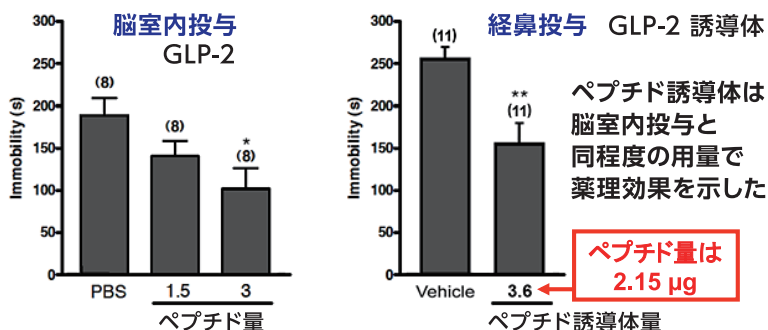 脳室内投与
GLP-2
300
250
200
150
100
50
0
Immobility (s)
(8)
(8)
*
(8)
PBS
1.5
3
ペプチド量
経鼻投与 GLP-2 誘導体
300
250
200
150
100
50
0
Immobility (s)
(11)
**
(11)
Vehicle
3.6
ペプチド誘導体量
ペプチド誘導体は
脳室内投与と
同程度の用量で
薬理効果を示した
ペプチド量は
2.15 μg